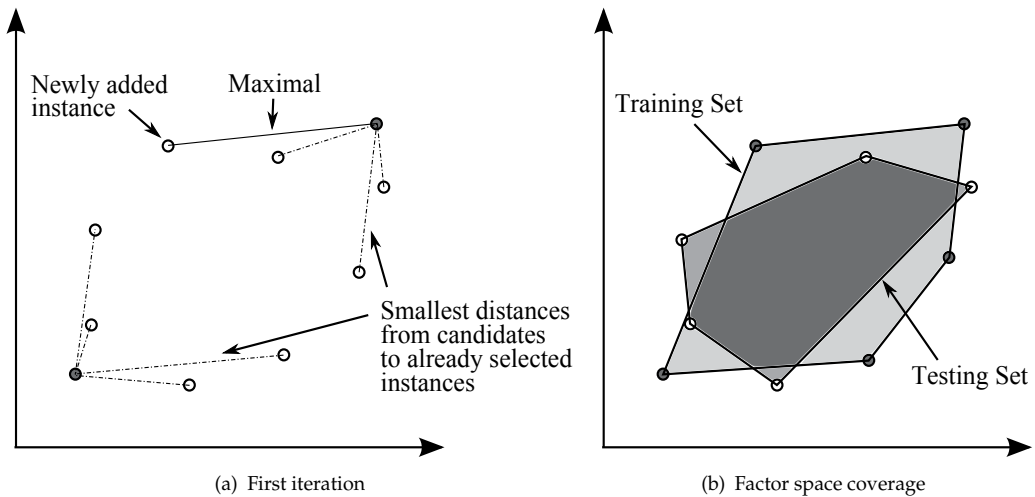 Newly added
instance
Maximal
Smallest distances
from candidates
to already selected
instances
(a) First iteration
Training Set
Testing Set
(b) Factor space coverage